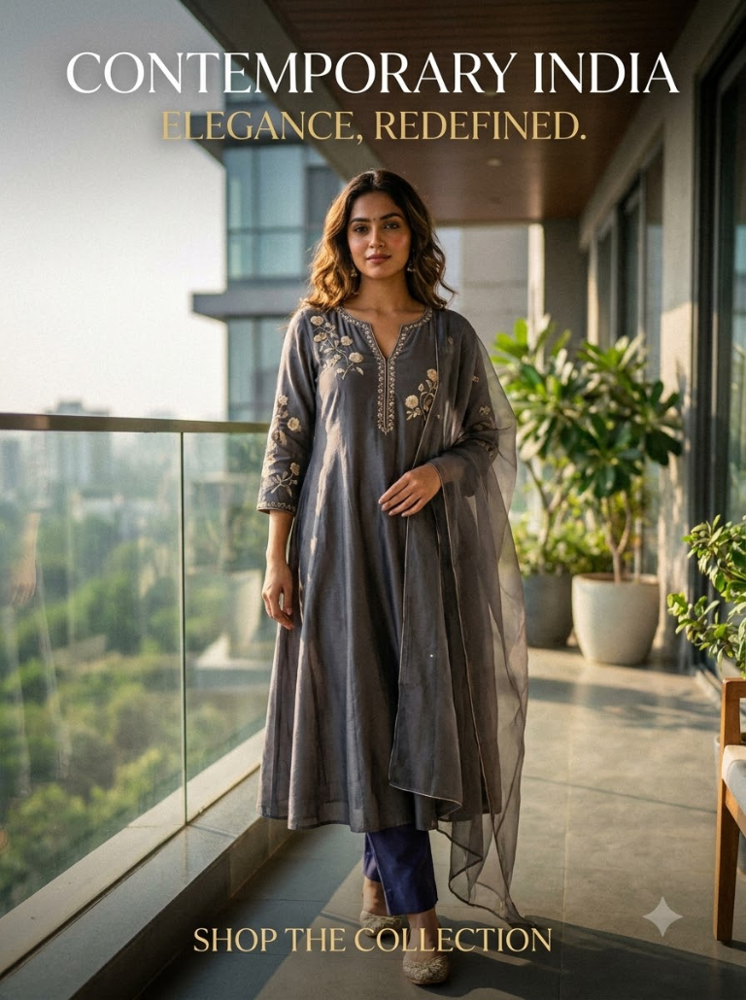 CONTEMPORARY INDIA
ELEGANCE, REDEFINED.
SHOP THE COLLECTION